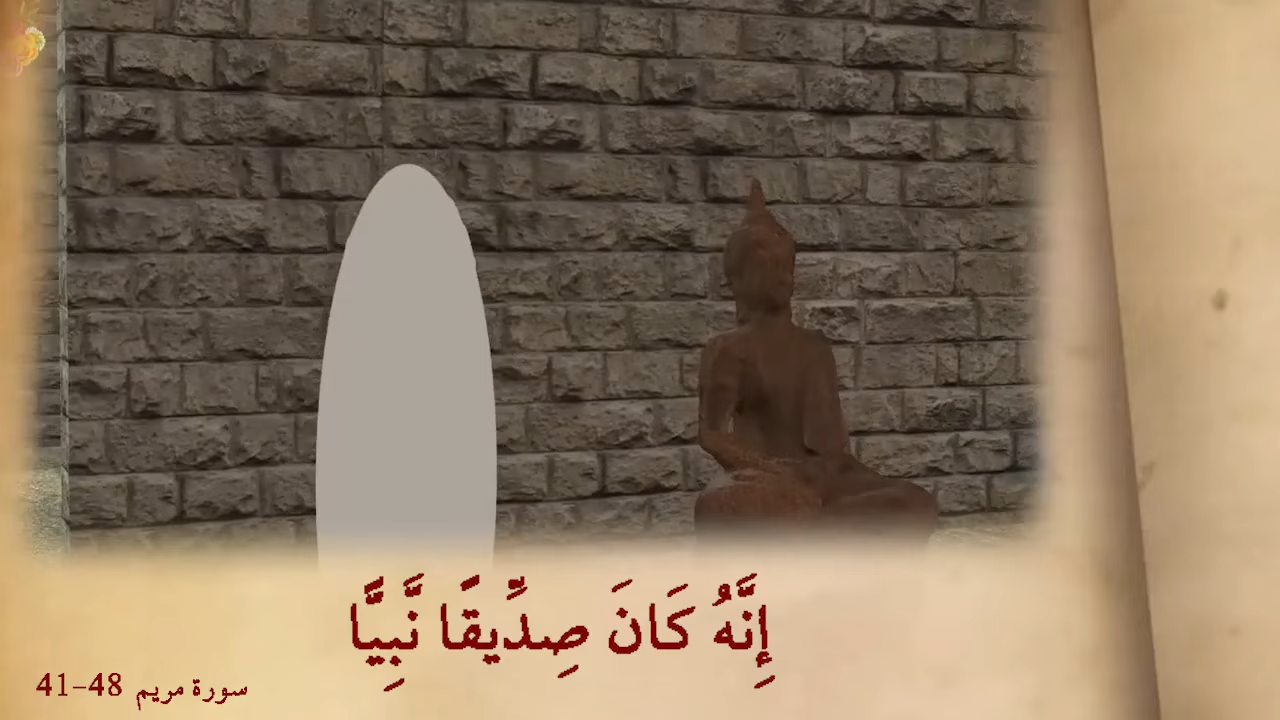 إِنَّهُ كَانَ صِدِّيقًا نَّبِيًّا
سورة مريم 41-48